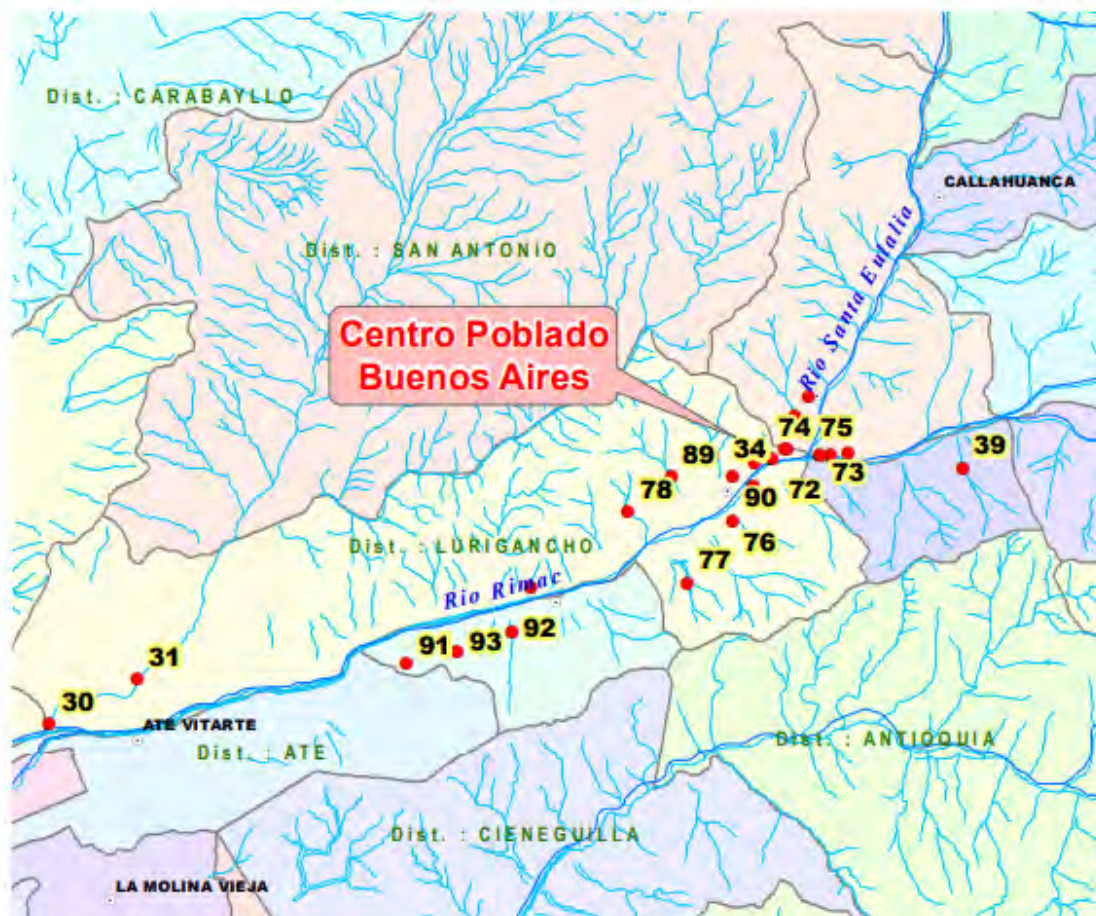 Dist. : CARABAYLLO
CALLAHUANCA
Dist. : SAN ANTONIO
Rio Santa Eulalia
Centro Poblado
Buenos Aires
74
75
89
34
39
73
78
90
72
76
Dist. : LURIGANCHO
77
Rio Rimac
92
91
93
31
30
ATE VITARTE
Dist. : ATE
Dist. : ANTIOQUIA
Dist. : CIENEGUILLA
LA MOLINA VIEJA